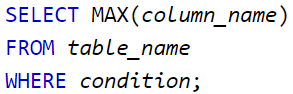 SELECT MAX(column_name)
FROM table_name
WHERE condition;